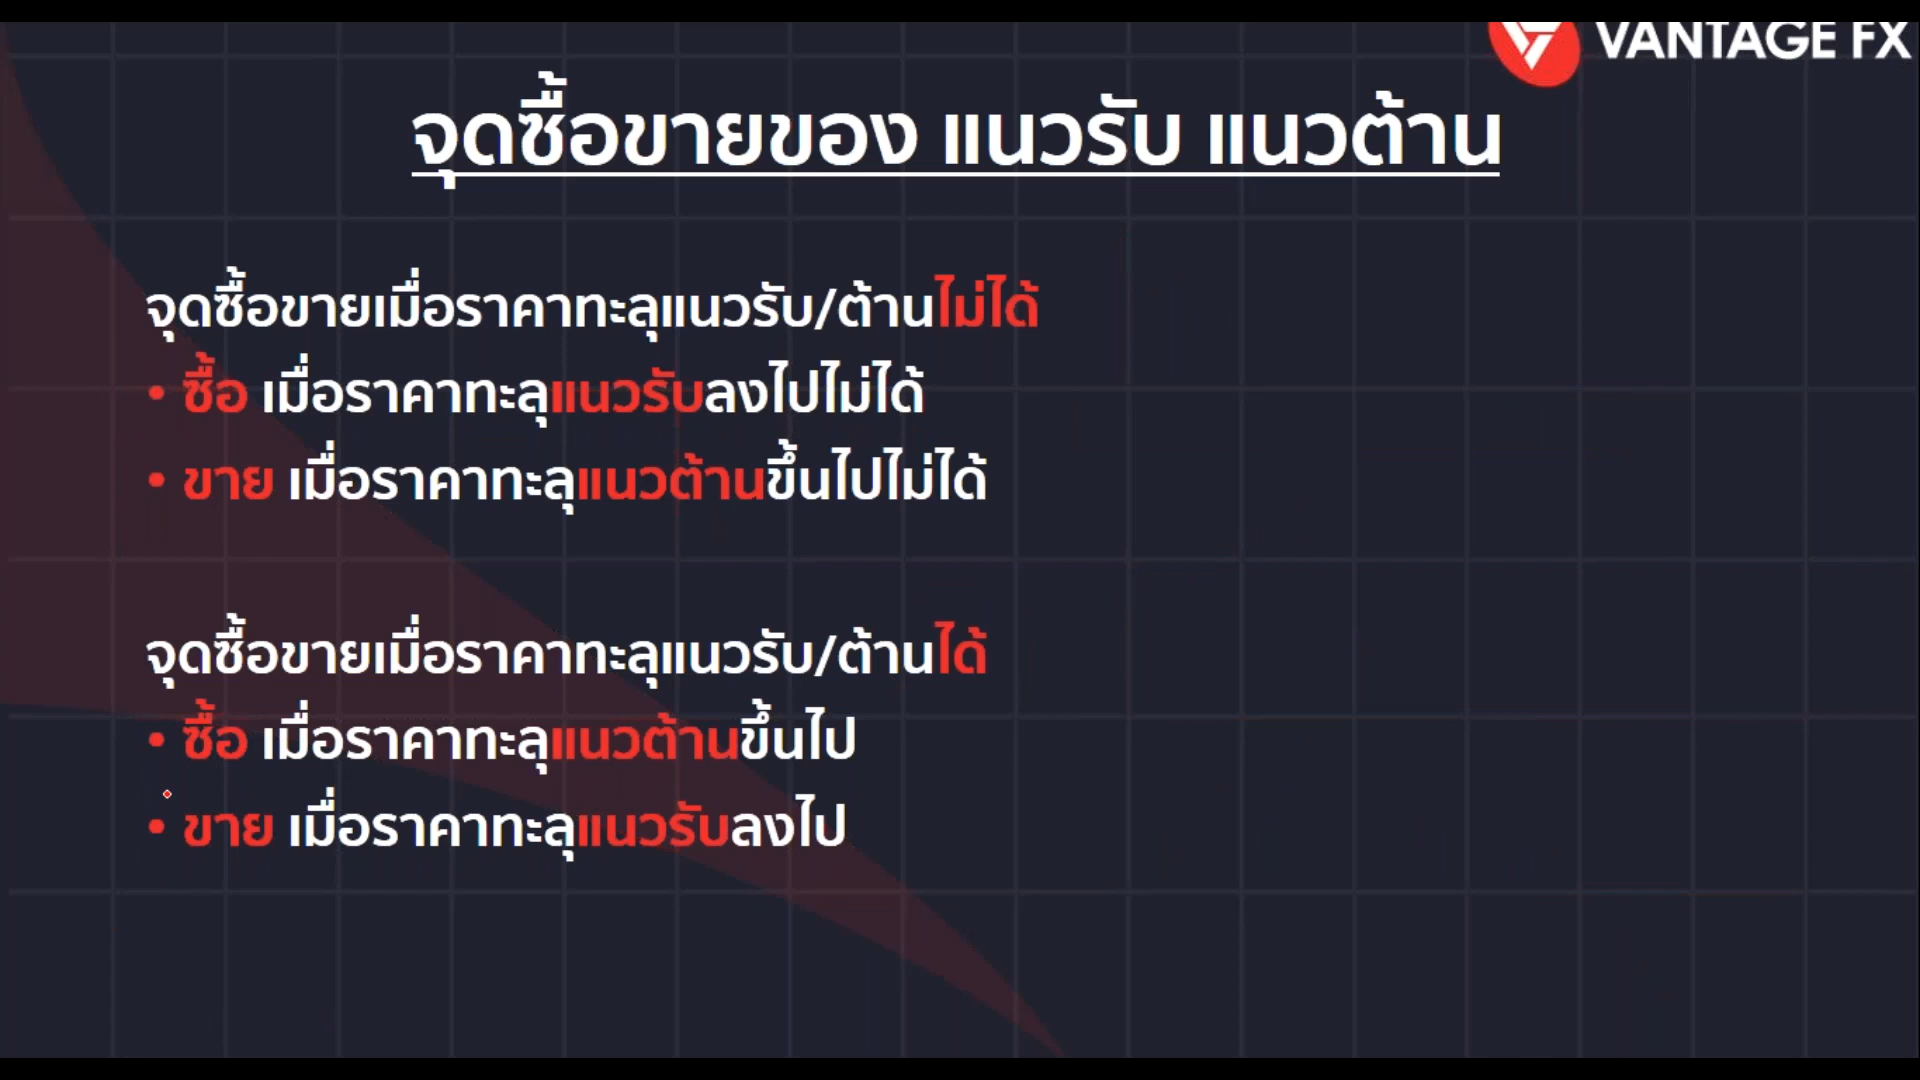 VANTAGE FX
จุดซื้อขายของ แนวรับ แนวต้าน
จุดซื้อขายเมื่อราคาทะลุแนวรับ/ต้านไม่ได้
• ซื้อ เมื่อราคาทะลุแนวรับลงไปไม่ได้
• ขาย เมื่อราคาทะลุแนวต้านขึ้นไปไม่ได้
จุดซื้อขายเมื่อราคาทะลุแนวรับ/ต้านได้
• ซื้อ เมื่อราคาทะลุแนวต้านขึ้นไป
• ขาย เมื่อราคาทะลุแนวรับลงไป